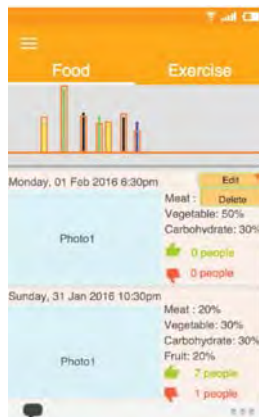 Food Exercise
Monday, 01 Feb 2016 6:30pm
Edit
Meat :
Delete
Vegetable: 50%
Carbohydrate: 30%
Photo1
0 people
0 people
Sunday, 31 Jan 2016 10:30pm
Meat : 20%
Vegetable: 30%
Carbohydrate: 30%
Fruit: 20%
Photo1
7 people
1 people